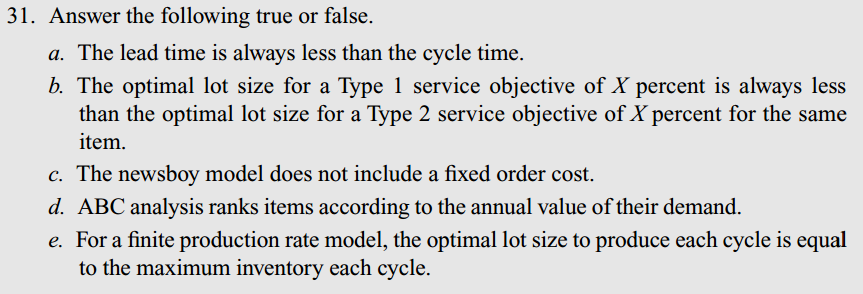 31. Answer the following true or false.
a. The lead time is always less than the cycle time.
b. The optimal lot size for a Type 1 service objective of X percent is always less
than the optimal lot size for a Type 2 service objective of X percent for the same
item.
c. The newsboy model does not include a fixed order cost.
d. ABC analysis ranks items according to the annual value of their demand.
e. For a finite production rate model, the optimal lot size to produce each cycle is equal
to the maximum inventory each cycle.